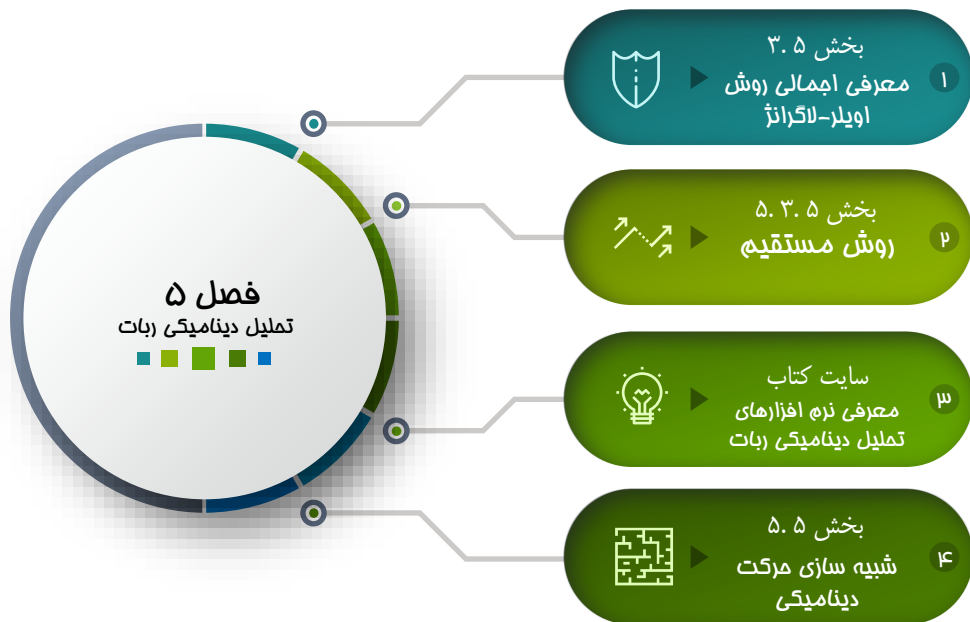 فصل ۵
تحلیل دینامیکی ربات
۱
بخش ۳.۵
معرفی اجمالی روش
اویلر-لاگرانژ
۲
بخش ۵.۳.۵
روش مستقیم
۳
سایت کتاب
معرفی نرم افزارهای
تحلیل دینامیکی ربات
۴
بخش ۵.۵
شبیه سازی حرکت
دینامیکی